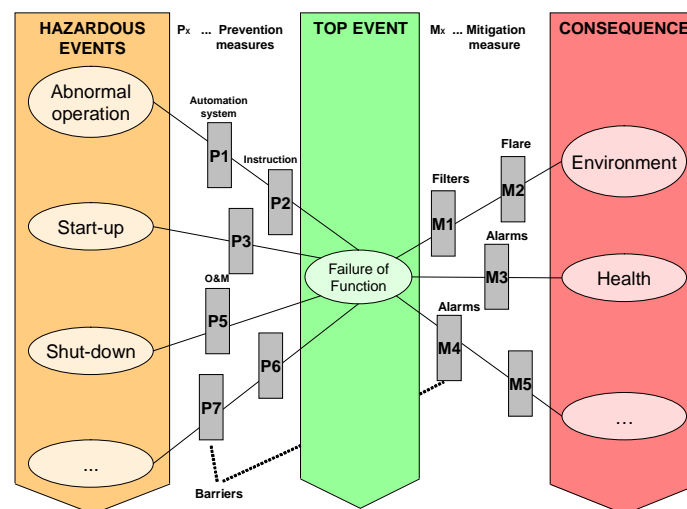 HAZARDOUS
EVENTS
Px ... Prevention
measures
TOP EVENT
Mx ... Mitigation
measure
CONSEQUENCE
Abnormal
operation
Automation
system
P1
Instruction
P2
Start-up
P3
O&M
P5
Shut-down
P6
P7
...
Barriers
Failure of
Function
Filters
M1
Flare
M2
Environment
Alarms
M3
Health
Alarms
M4
M5
...